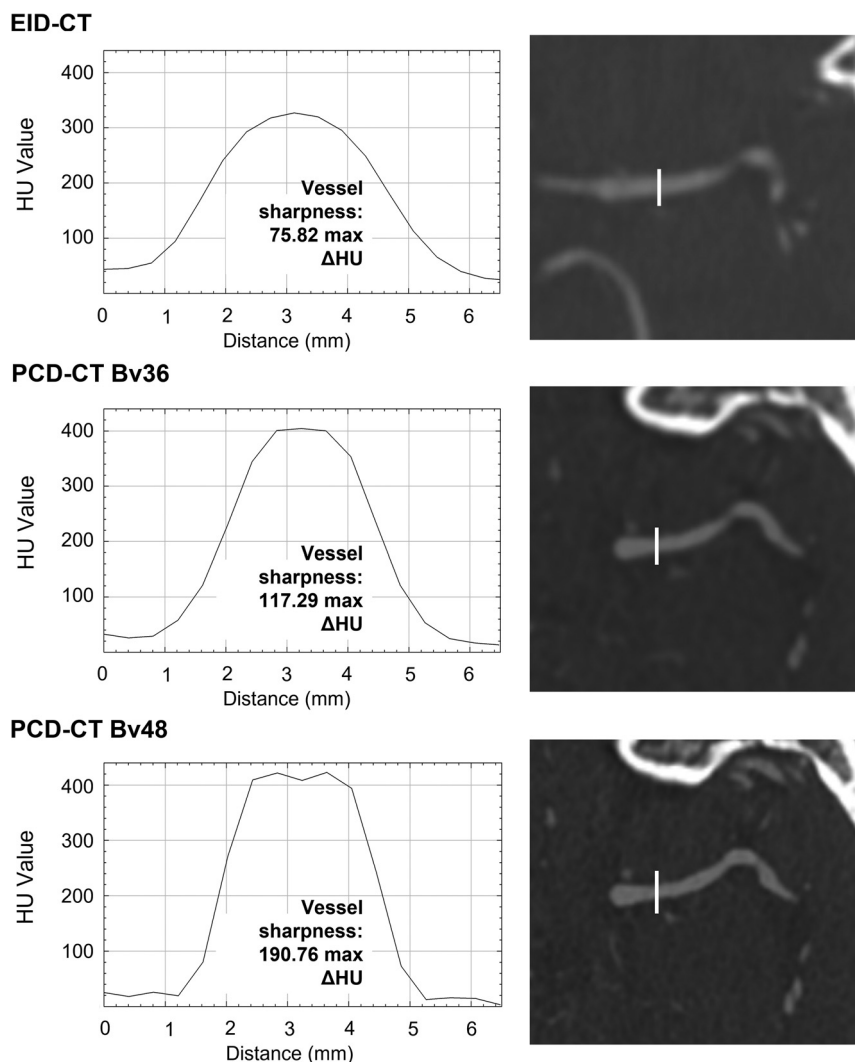 EID-CT
400
300
200
100
HU Value
Vessel
sharpness:
75.82 max
ΔHU
0 1 2 3 4 5 6
Distance (mm)
PCD-CT Bv36
400
300
200
100
HU Value
Vessel
sharpness:
117.29 max
ΔHU
0 1 2 3 4 5 6
Distance (mm)
PCD-CT Bv48
400
300
200
100
HU Value
Vessel
sharpness:
190.76 max
ΔHU
0 1 2 3 4 5 6
Distance (mm)